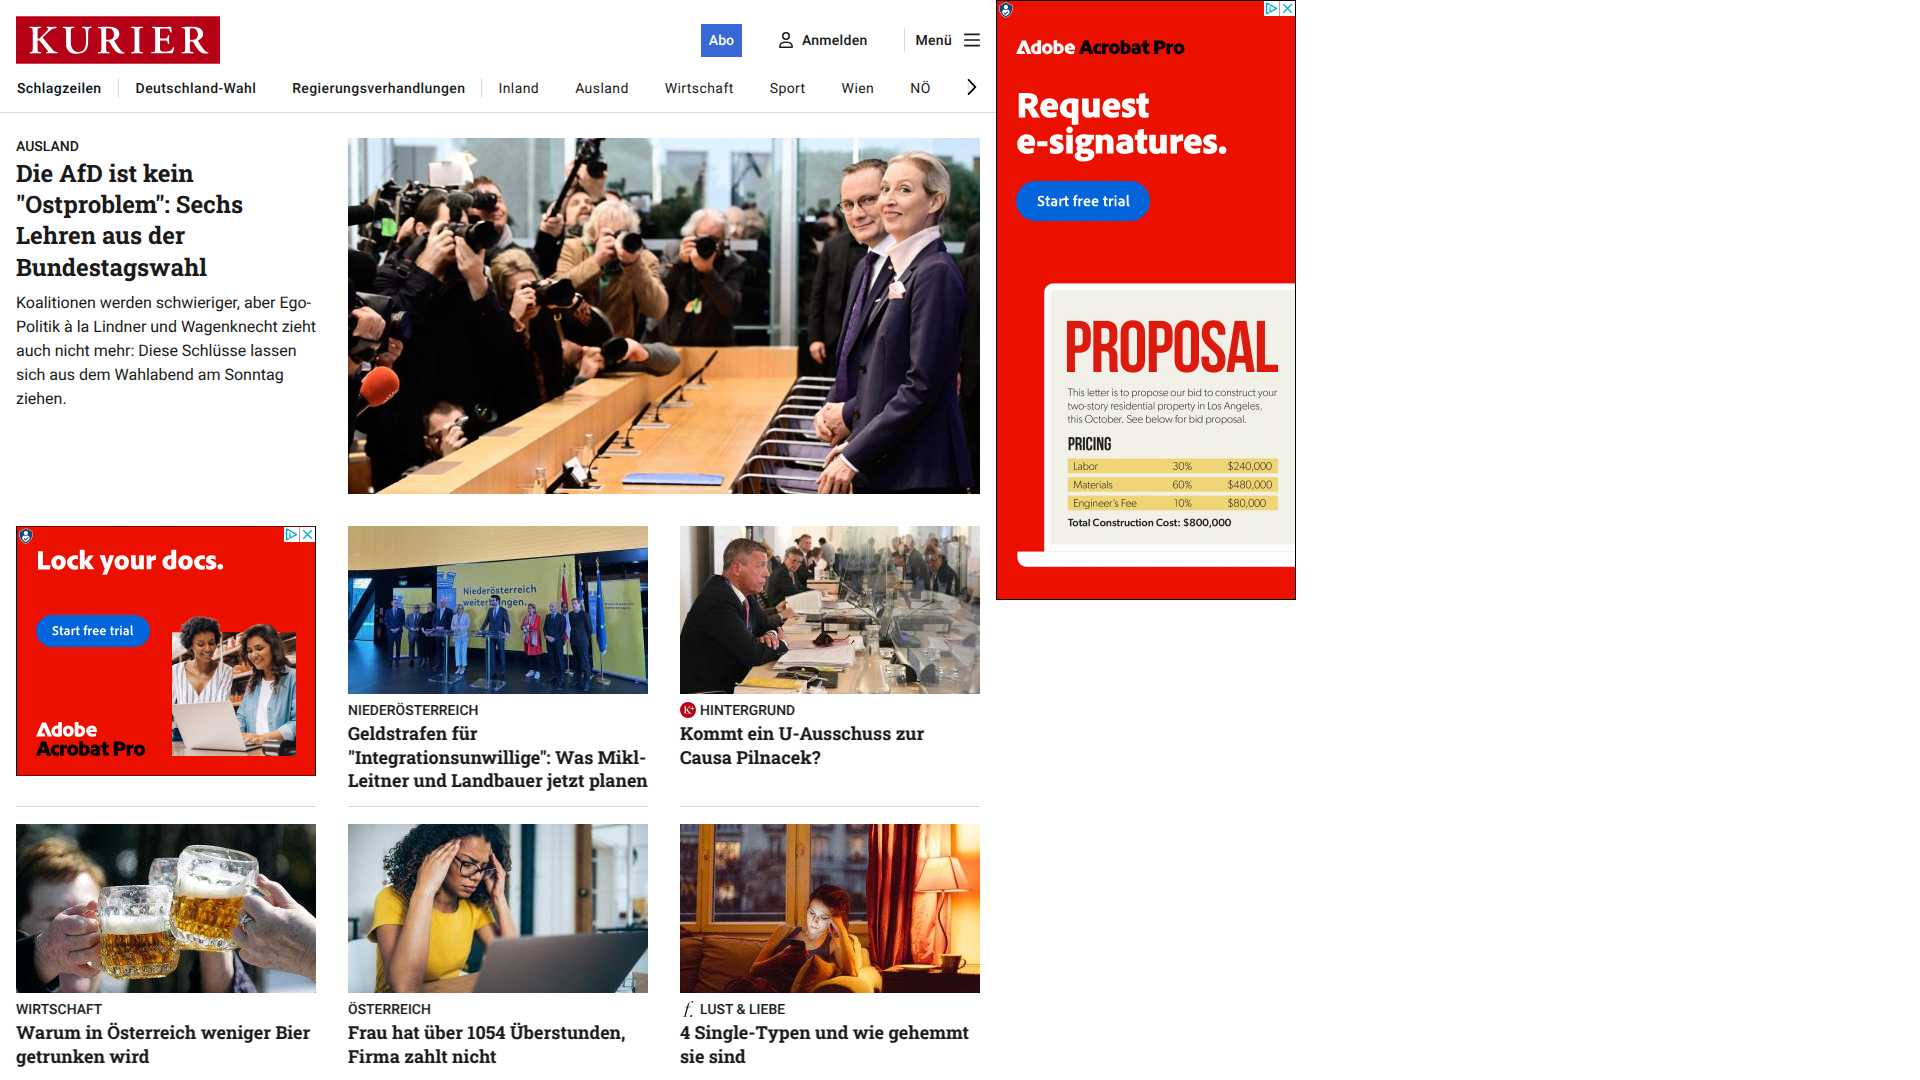 KURIER
Abo
Anmelden
Menü
Schlagzeilen
Deutschland-Wahl
Regierungsverhandlungen
Inland
Ausland
Wirtschaft
Sport
Wien
NÖ
AUSLAND
Die AfD ist kein
"Ostproblem": Sechs
Lehren aus der
Bundestagswahl
Koalitionen werden schwieriger, aber Ego-
Politik à la Lindner und Wagenknecht zieht
auch nicht mehr: Diese Schlüsse lassen
sich aus dem Wahlabend am Sonntag
ziehen.
Adobe Acrobat Pro
Request
e-signatures.
Start free trial
PROPOSAL
This letter is to propose our bid to construct your
two-story residential property in Los Angeles,
this October. See below for bid proposal.
PRICING
Labor 30% $240,000
Materials 60% $480,000
Engineer's Fee 10% $80,000
Total Construction Cost: $800,000
Lock your docs.
Start free trial
Adobe
Acrobat Pro
Niederösterreich
NIEDERÖSTERREICH
Geldstrafen für
"Integrationsunwillige": Was Mikl-
Leitner und Landbauer jetzt planen
K+ HINTERGRUND
Kommt ein U-Ausschuss zur
Causa Pilnacek?
WIRTSCHAFT
Warum in Österreich weniger Bier
getrunken wird
ÖSTERREICH
Frau hat über 1054 Überstunden,
Firma zahlt nicht
f. LUST & LIEBE
4 Single-Typen und wie gehemmt
sie sind